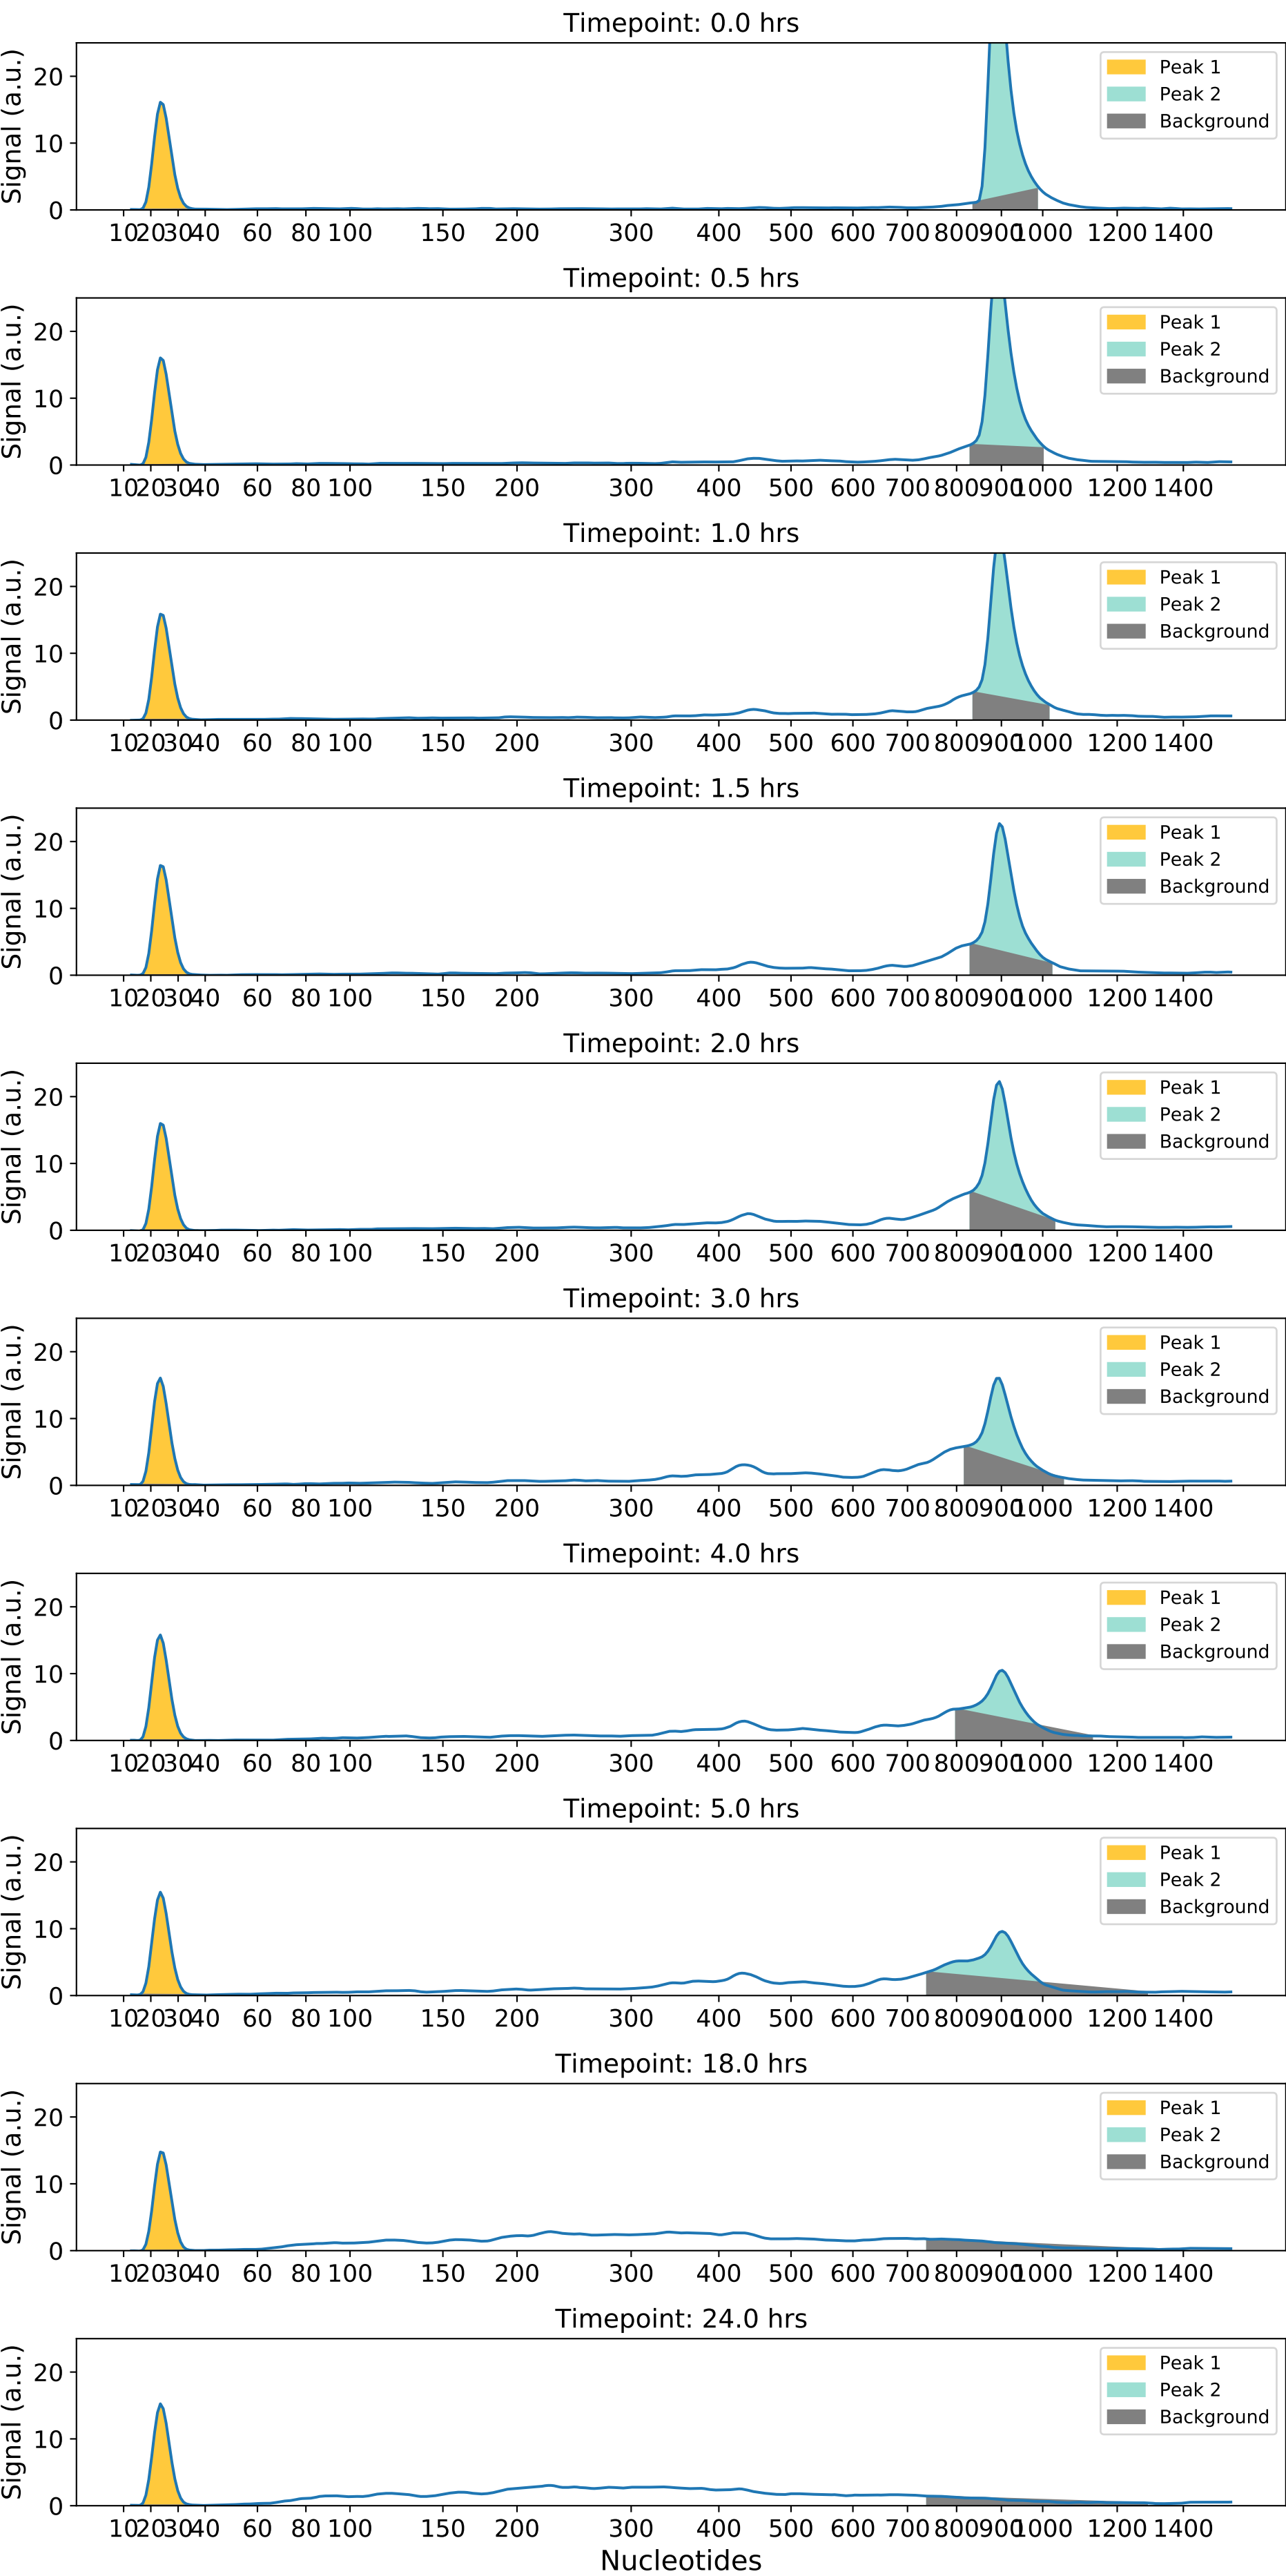 Timepoint: 0.0 hrs
Signal (a.u.)
20
10
0
Peak 1
Peak 2
Background
10 20 30 40 60 80 100 150 200 300 400 500 600 700 800 900 1000 1200 1400
Timepoint: 0.5 hrs
Signal (a.u.)
20
10
0
Peak 1
Peak 2
Background
10 20 30 40 60 80 100 150 200 300 400 500 600 700 800 900 1000 1200 1400
Timepoint: 1.0 hrs
Signal (a.u.)
20
10
0
Peak 1
Peak 2
Background
10 20 30 40 60 80 100 150 200 300 400 500 600 700 800 900 1000 1200 1400
Timepoint: 1.5 hrs
Signal (a.u.)
20
10
0
Peak 1
Peak 2
Background
10 20 30 40 60 80 100 150 200 300 400 500 600 700 800 900 1000 1200 1400
Timepoint: 2.0 hrs
Signal (a.u.)
20
10
0
Peak 1
Peak 2
Background
10 20 30 40 60 80 100 150 200 300 400 500 600 700 800 900 1000 1200 1400
Timepoint: 3.0 hrs
Signal (a.u.)
20
10
0
Peak 1
Peak 2
Background
10 20 30 40 60 80 100 150 200 300 400 500 600 700 800 900 1000 1200 1400
Timepoint: 4.0 hrs
Signal (a.u.)
20
10
0
Peak 1
Peak 2
Background
10 20 30 40 60 80 100 150 200 300 400 500 600 700 800 900 1000 1200 1400
Timepoint: 5.0 hrs
Signal (a.u.)
20
10
0
Peak 1
Peak 2
Background
10 20 30 40 60 80 100 150 200 300 400 500 600 700 800 900 1000 1200 1400
Timepoint: 18.0 hrs
Signal (a.u.)
20
10
0
Peak 1
Peak 2
Background
10 20 30 40 60 80 100 150 200 300 400 500 600 700 800 900 1000 1200 1400
Timepoint: 24.0 hrs
Signal (a.u.)
20
10
0
Peak 1
Peak 2
Background
10 20 30 40 60 80 100 150 200 300 400 500 600 700 800 900 1000 1200 1400
Nucleotides